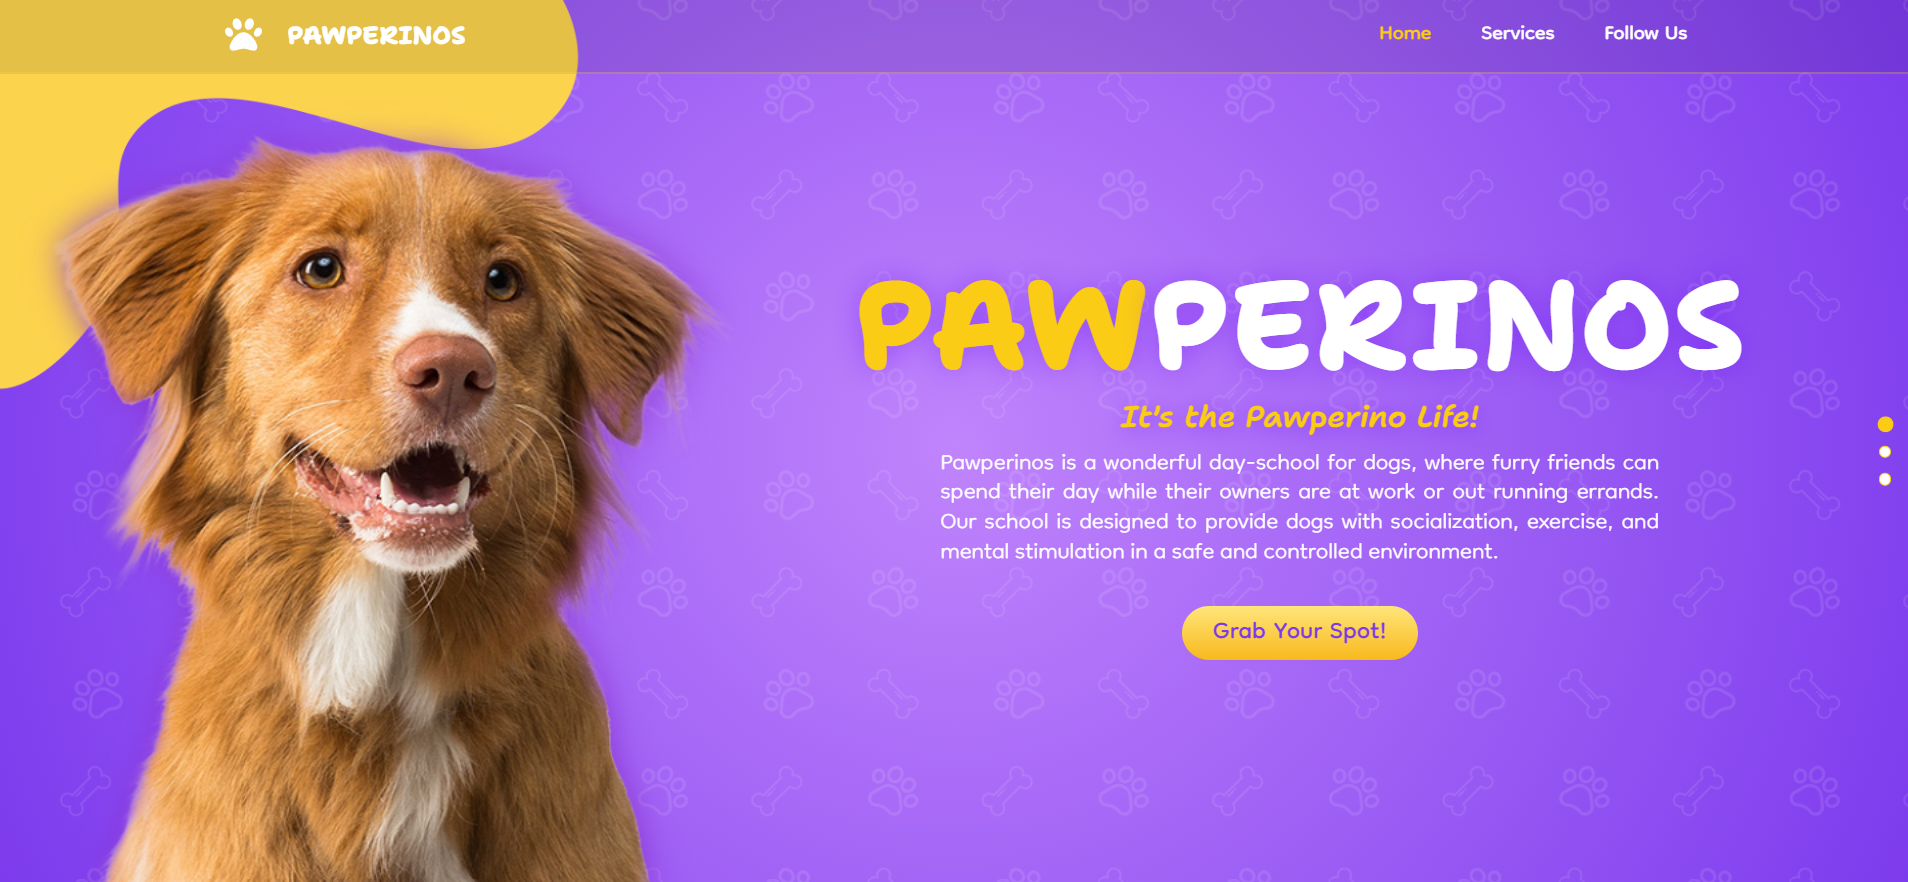 PAWPERINOS
Home
Services
Follow Us
PAWPERINOS
It's the Pawperino Life!
Pawperinos is a wonderful day-school for dogs, where furry friends can
spend their day while their owners are at work or out running errands.
Our school is designed to provide dogs with socialization, exercise, and
mental stimulation in a safe and controlled environment.
Grab Your Spot!